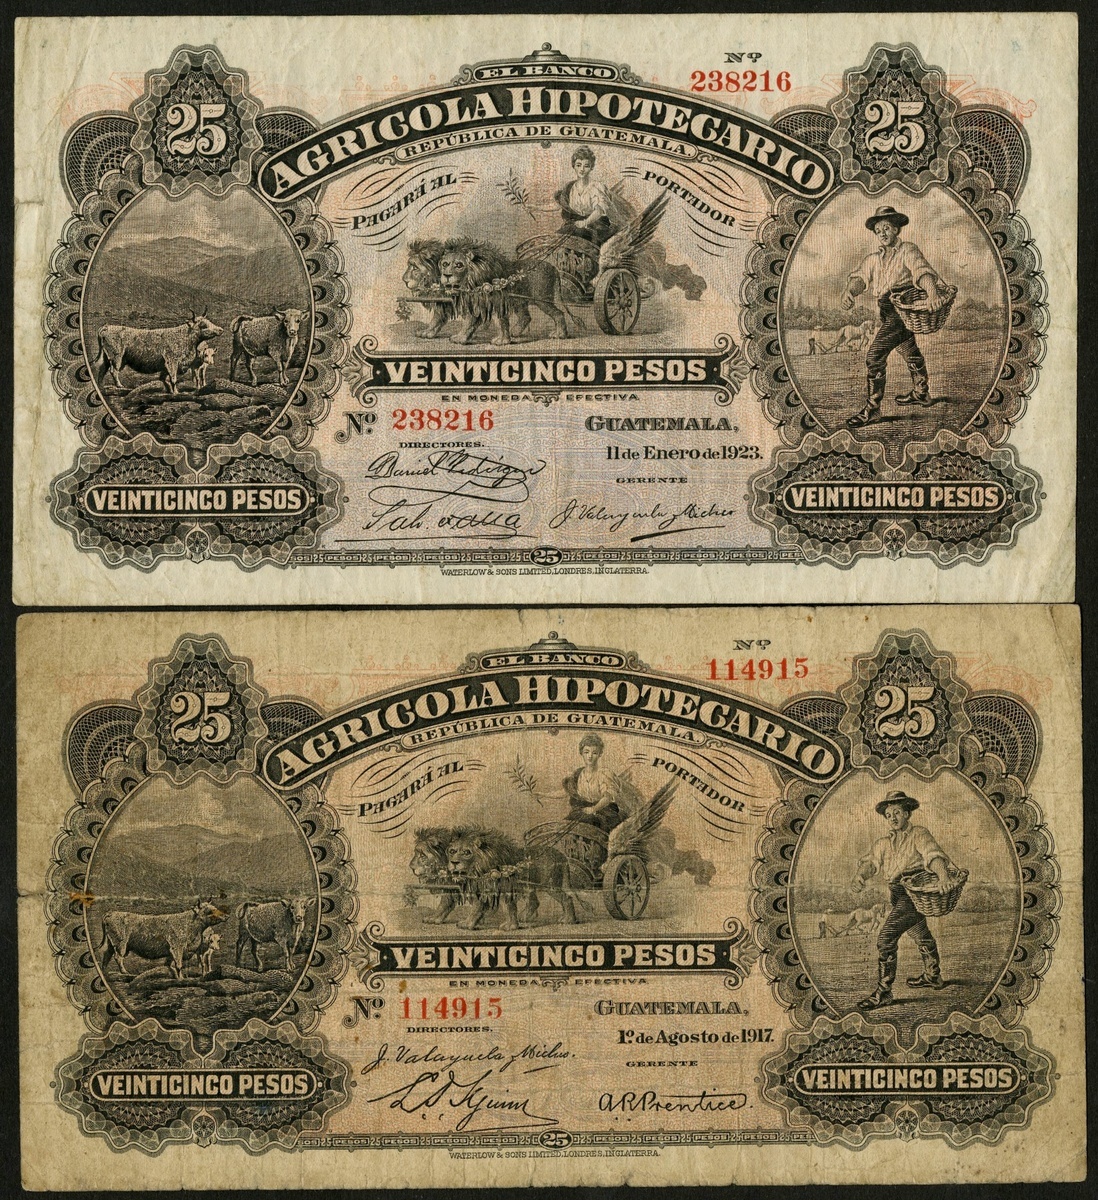 Nº
238216
EL BANCO
AGRICOLA HIPOTECARIO
REPÚBLICA DE GUATEMALA.
25
25
PAGARÁ AL PORTADOR
VEINTICINCO PESOS
EN MONEDA EFECTIVA
Nº 238216
GUATEMALA,
DIRECTORES.
11 de Enero de 1923.
GERENTE
VEINTICINCO PESOS
VEINTICINCO PESOS
25
WATERLOW & SONS LIMITED, LONDRES, INGLATERRA.
Nº
114915
EL BANCO
AGRICOLA HIPOTECARIO
REPÚBLICA DE GUATEMALA.
25
25
PAGARÁ AL PORTADOR
VEINTICINCO PESOS
EN MONEDA EFECTIVA
Nº 114915
GUATEMALA,
DIRECTORES.
1º. de Agosto de 1917.
GERENTE
A.R. Prentice.
VEINTICINCO PESOS
VEINTICINCO PESOS
25
WATERLOW & SONS LIMITED, LONDRES, INGLATERRA.